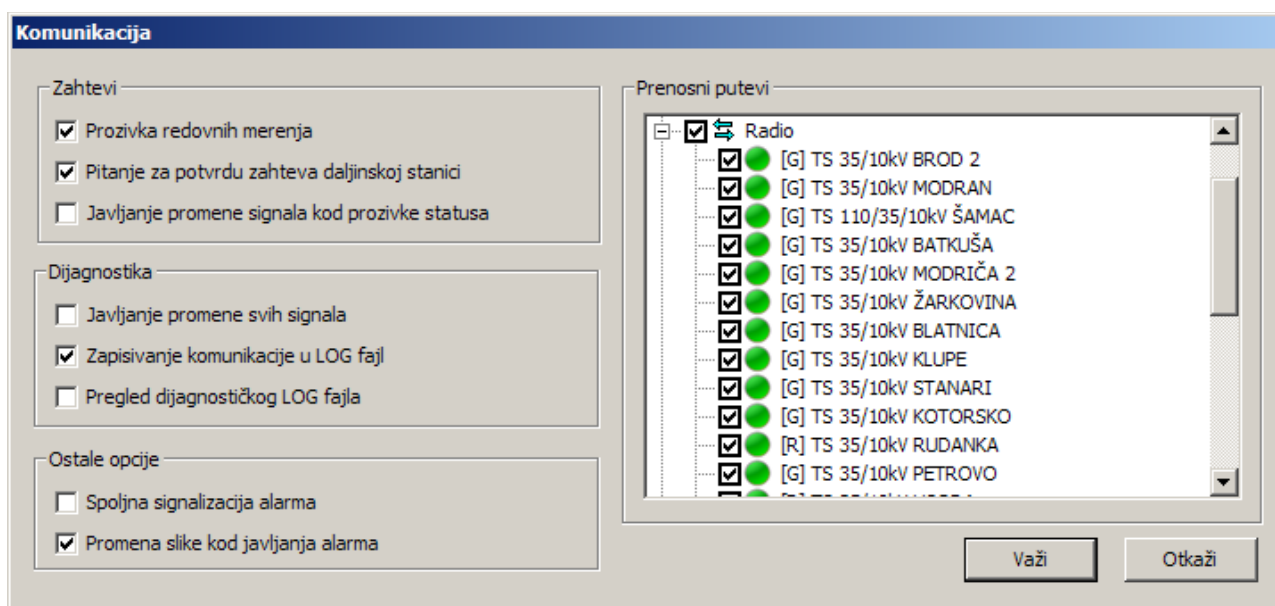 Komunikacija
Zahtevi
Prozivka redovnih merenja
Pitanje za potvrdu zahteva daljinskoj stanici
Javljanje promene signala kod prozivke statusa
Dijagnostika
Javljanje promene svih signala
Zapisivanje komunikacije u LOG fajl
Pregled dijagnostičkog LOG fajla
Ostale opcije
Spoljna signalizacija alarma
Promena slike kod javljanja alarma
Prenosni putevi
Radio
[G] TS 35/10kV BROD 2
[G] TS 35/10kV MODRAN
[G] TS 110/35/10kV ŠAMAC
[G] TS 35/10kV BATKUŠA
[G] TS 35/10kV MODRIČA 2
[G] TS 35/10kV ŽARKOVINA
[G] TS 35/10kV BLATNICA
[G] TS 35/10kV KLUPE
[G] TS 35/10kV STANARI
[G] TS 35/10kV KOTORSKO
[R] TS 35/10kV RUDANKA
[G] TS 35/10kV PETROVO
Važi
Otkaži